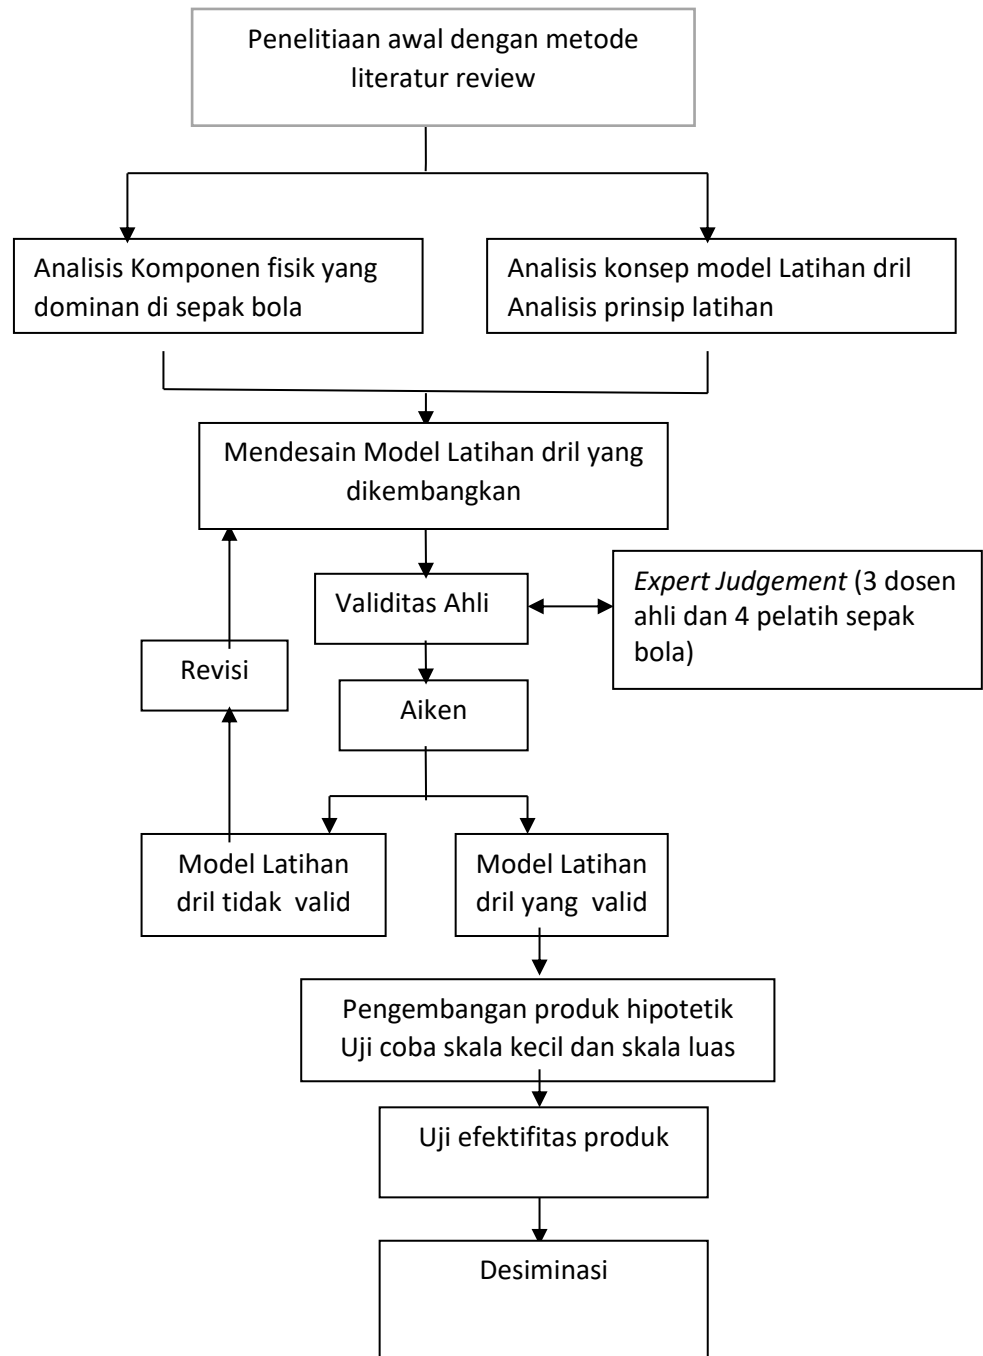 Penelitiaan awal dengan metode
literatur review
Analisis Komponen fisik yang
dominan di sepak bola
Analisis konsep model Latihan dril
Analisis prinsip latihan
Mendesain Model Latihan dril yang
dikembangkan
Validitas Ahli
Expert Judgement (3 dosen
ahli dan 4 pelatih sepak
bola)
Revisi
Aiken
Model Latihan
dril tidak  valid
Model Latihan
dril yang  valid
Pengembangan produk hipotetik
Uji coba skala kecil dan skala luas
Uji efektifitas produk
Desiminasi